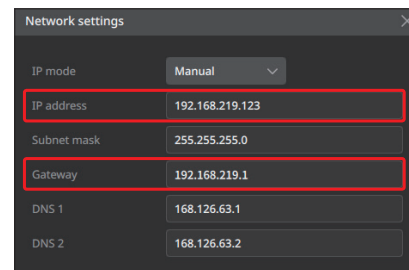 Network settings
IP mode Manual
IP address 192.168.219.123
Subnet mask 255.255.255.0
Gateway 192.168.219.1
DNS 1 168.126.63.1
DNS 2 168.126.63.2